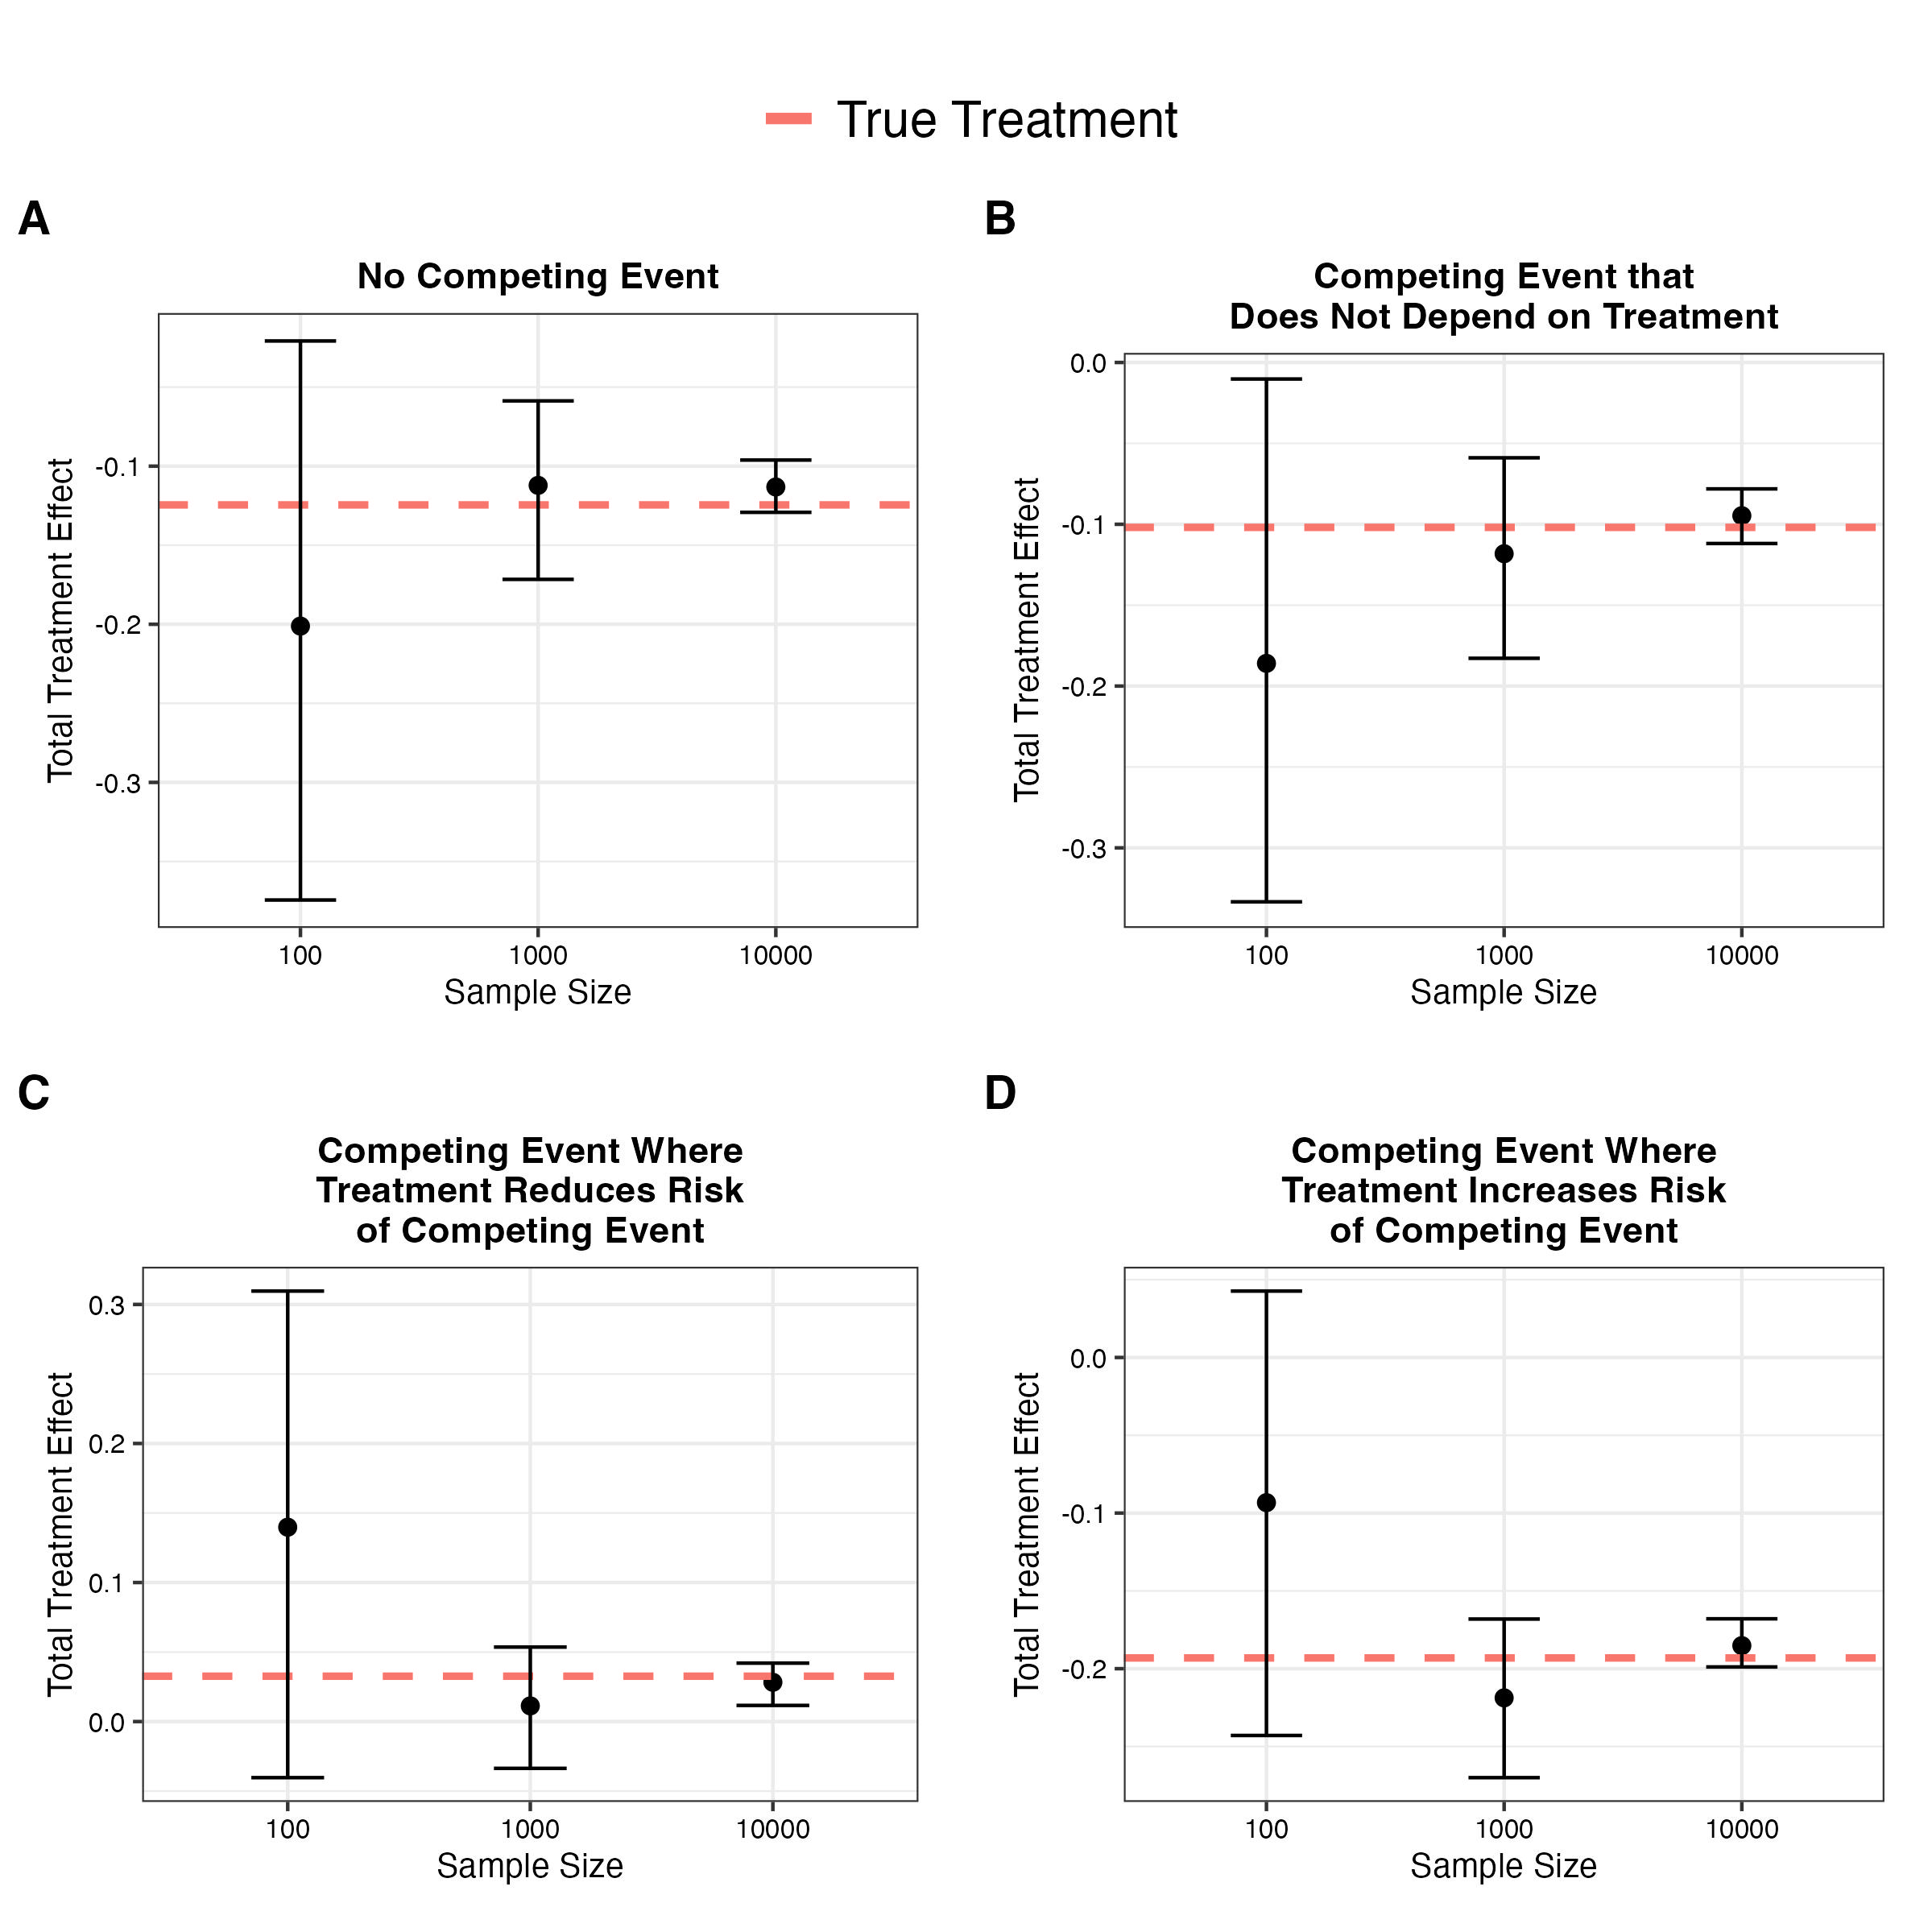 True Treatment
A
No Competing Event
Total Treatment Effect
-0.1
-0.2
-0.3
100 1000 10000
Sample Size
B
Competing Event that
Does Not Depend on Treatment
Total Treatment Effect
0.0
-0.1
-0.2
-0.3
100 1000 10000
Sample Size
C
Competing Event Where
Treatment Reduces Risk
of Competing Event
Total Treatment Effect
0.3
0.2
0.1
0.0
100 1000 10000
Sample Size
D
Competing Event Where
Treatment Increases Risk
of Competing Event
Total Treatment Effect
0.0
-0.1
-0.2
100 1000 10000
Sample Size